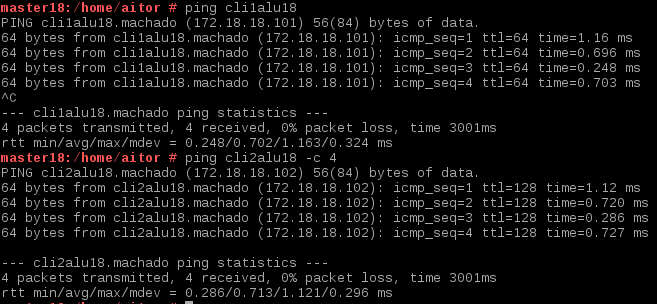 master18:/home/aitor # ping cli1alu18
PING cli1alu18.machado (172.18.18.101) 56(84) bytes of data.
64 bytes from cli1alu18.machado (172.18.18.101): icmp_seq=1 ttl=64 time=1.16 ms
64 bytes from cli1alu18.machado (172.18.18.101): icmp_seq=2 ttl=64 time=0.696 ms
64 bytes from cli1alu18.machado (172.18.18.101): icmp_seq=3 ttl=64 time=0.248 ms
64 bytes from cli1alu18.machado (172.18.18.101): icmp_seq=4 ttl=64 time=0.703 ms
^C
--- cli1alu18.machado ping statistics ---
4 packets transmitted, 4 received, 0% packet loss, time 3001ms
rtt min/avg/max/mdev = 0.248/0.702/1.163/0.324 ms
master18:/home/aitor # ping cli2alu18 -c 4
PING cli2alu18.machado (172.18.18.102) 56(84) bytes of data.
64 bytes from cli2alu18.machado (172.18.18.102): icmp_seq=1 ttl=128 time=1.12 ms
64 bytes from cli2alu18.machado (172.18.18.102): icmp_seq=2 ttl=128 time=0.720 ms
64 bytes from cli2alu18.machado (172.18.18.102): icmp_seq=3 ttl=128 time=0.286 ms
64 bytes from cli2alu18.machado (172.18.18.102): icmp_seq=4 ttl=128 time=0.727 ms
--- cli2alu18.machado ping statistics ---
4 packets transmitted, 4 received, 0% packet loss, time 3001ms
rtt min/avg/max/mdev = 0.286/0.713/1.121/0.296 ms
master18:/home/aitor #